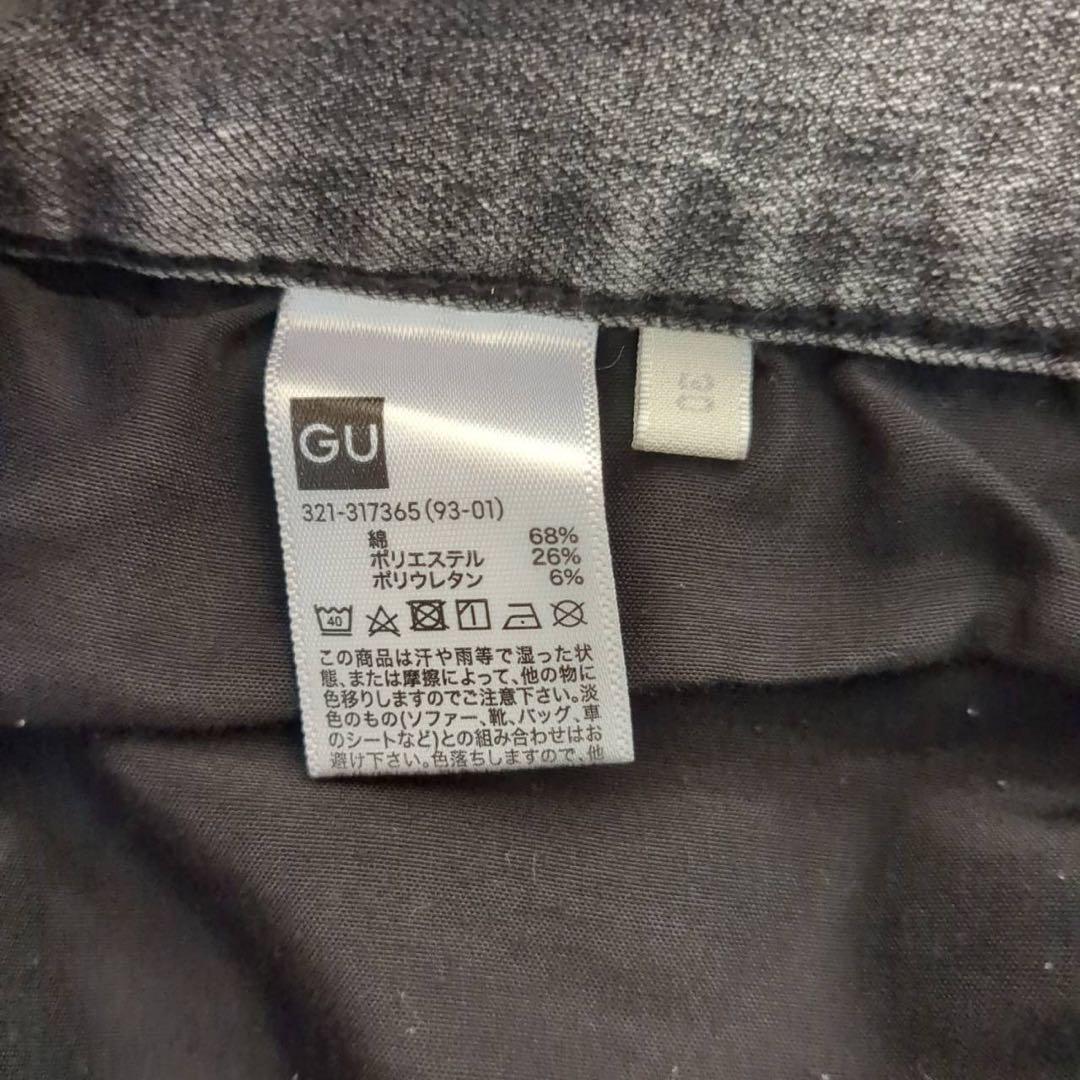 GU
30
321-317365(93-01)
綿 68%
ポリエステル 26%
ポリウレタン 6%
40
1
この商品は汗や雨等で湿った状
態、または摩擦によって、他の物に
色移りしますのでご注意下さい。淡
色のもの(ソファー、靴、バッグ、車
のシートなど)との組み合わせはお
避け下さい。色落ちしますので、他